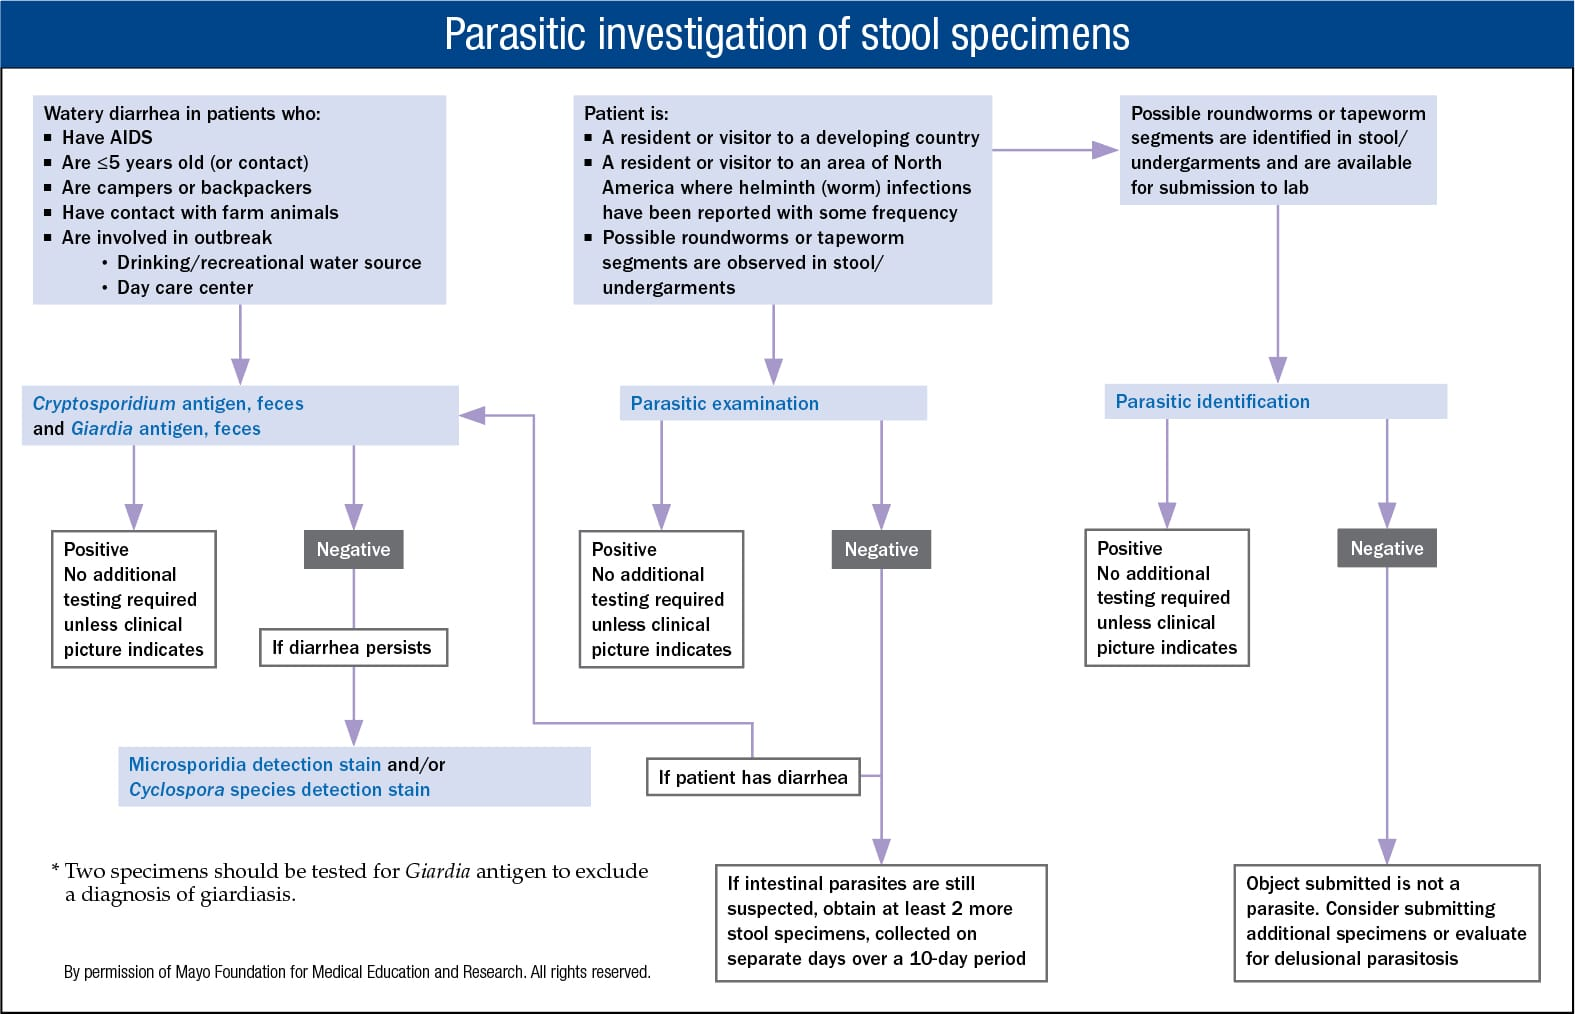 Parasitic investigation of stool specimens
Watery diarrhea in patients who:
▪ Have AIDS
▪ Are ≤5 years old (or contact)
▪ Are campers or backpackers
▪ Have contact with farm animals
▪ Are involved in outbreak
• Drinking/recreational water source
• Day care center
Patient is:
▪ A resident or visitor to a developing country
▪ A resident or visitor to an area of North
America where helminth (worm) infections
have been reported with some frequency
▪ Possible roundworms or tapeworm
segments are observed in stool/
undergarments
Possible roundworms or tapeworm
segments are identified in stool/
undergarments and are available
for submission to lab
Cryptosporidium antigen, feces
and Giardia antigen, feces
Parasitic examination
Parasitic identification
Positive
No additional
testing required
unless clinical
picture indicates
Negative
If diarrhea persists
Microsporidia detection stain and/or
Cyclospora species detection stain
Positive
No additional
testing required
unless clinical
picture indicates
Negative
If patient has diarrhea
If intestinal parasites are still
suspected, obtain at least 2 more
stool specimens, collected on
separate days over a 10-day period
Positive
No additional
testing required
unless clinical
picture indicates
Negative
Object submitted is not a
parasite. Consider submitting
additional specimens or evaluate
for delusional parasitosis
* Two specimens should be tested for Giardia antigen to exclude
a diagnosis of giardiasis.
By permission of Mayo Foundation for Medical Education and Research. All rights reserved.